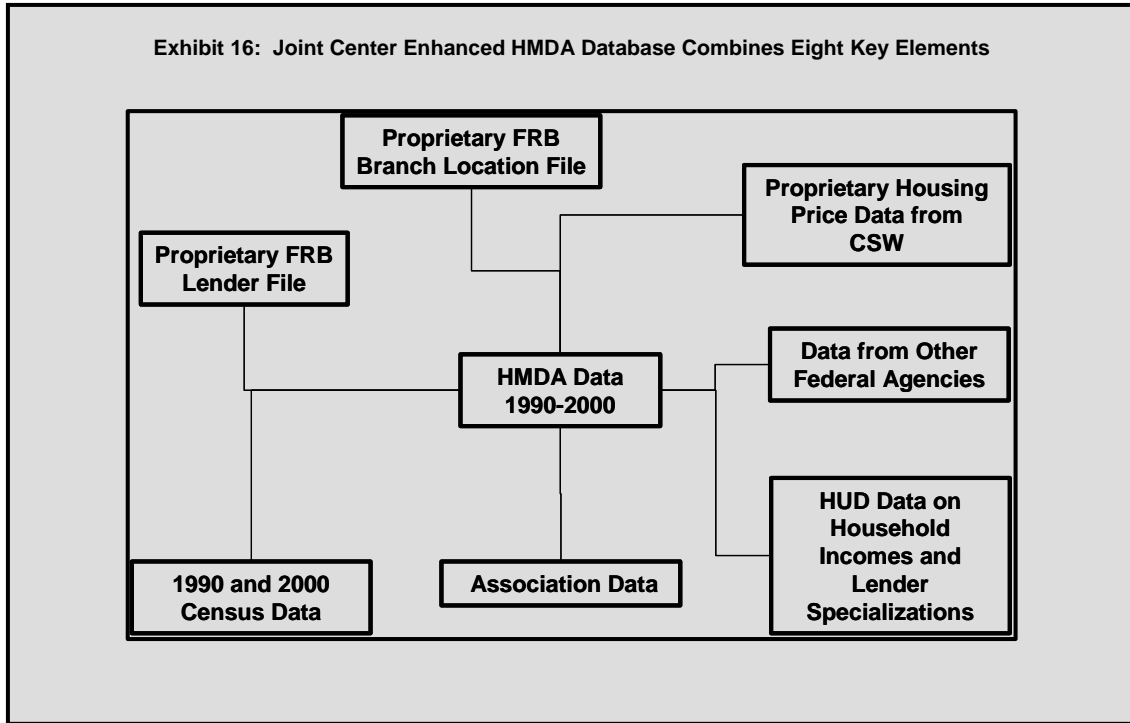 Exhibit 16: Joint Center Enhanced HMDA Database Combines Eight Key Elements
Proprietary FRB
Branch Location File
Proprietary Housing
Price Data from
CSW
Proprietary FRB
Lender File
HMDA Data
1990-2000
Data from Other
Federal Agencies
HUD Data on
Household
Incomes and
Lender
Specializations
1990 and 2000
Census Data
Association Data